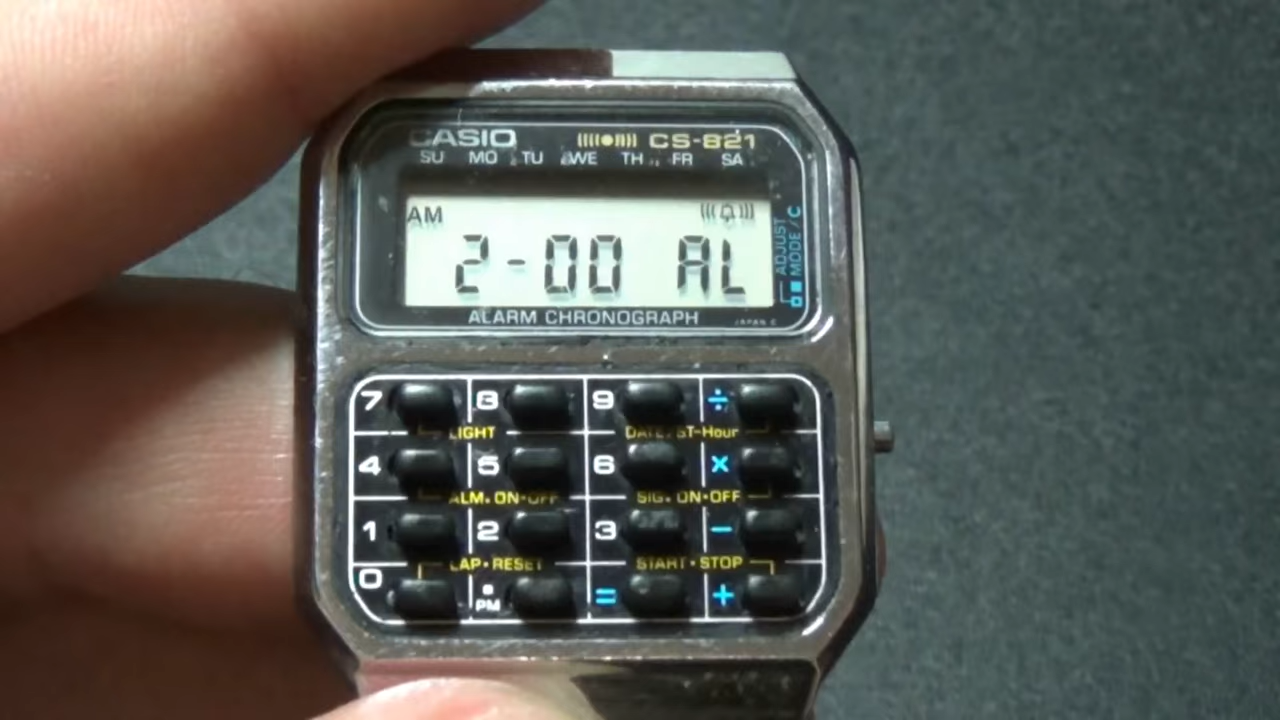 CASIO CS-821
SU MO TU WE TH FR SA
AM
2-00 AL
ADJUST
MODE/C
ALARM CHRONOGRAPH JAPAN C
7 8 9 ÷
LIGHT DATE/ST-Hour
4 5 6 ×
ALM.ON•OFF SIG.ON•OFF
1 2 3 −
LAP•RESET START•STOP
0 • PM = +